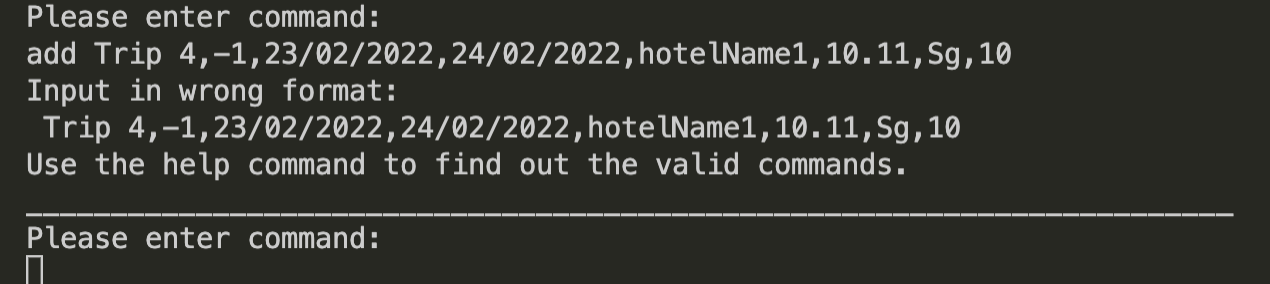 Please enter command:
add Trip 4,-1,23/02/2022,24/02/2022,hotelName1,10.11,Sg,10
Input in wrong format:
 Trip 4,-1,23/02/2022,24/02/2022,hotelName1,10.11,Sg,10
Use the help command to find out the valid commands.
_______________________________________________________________________
Please enter command: